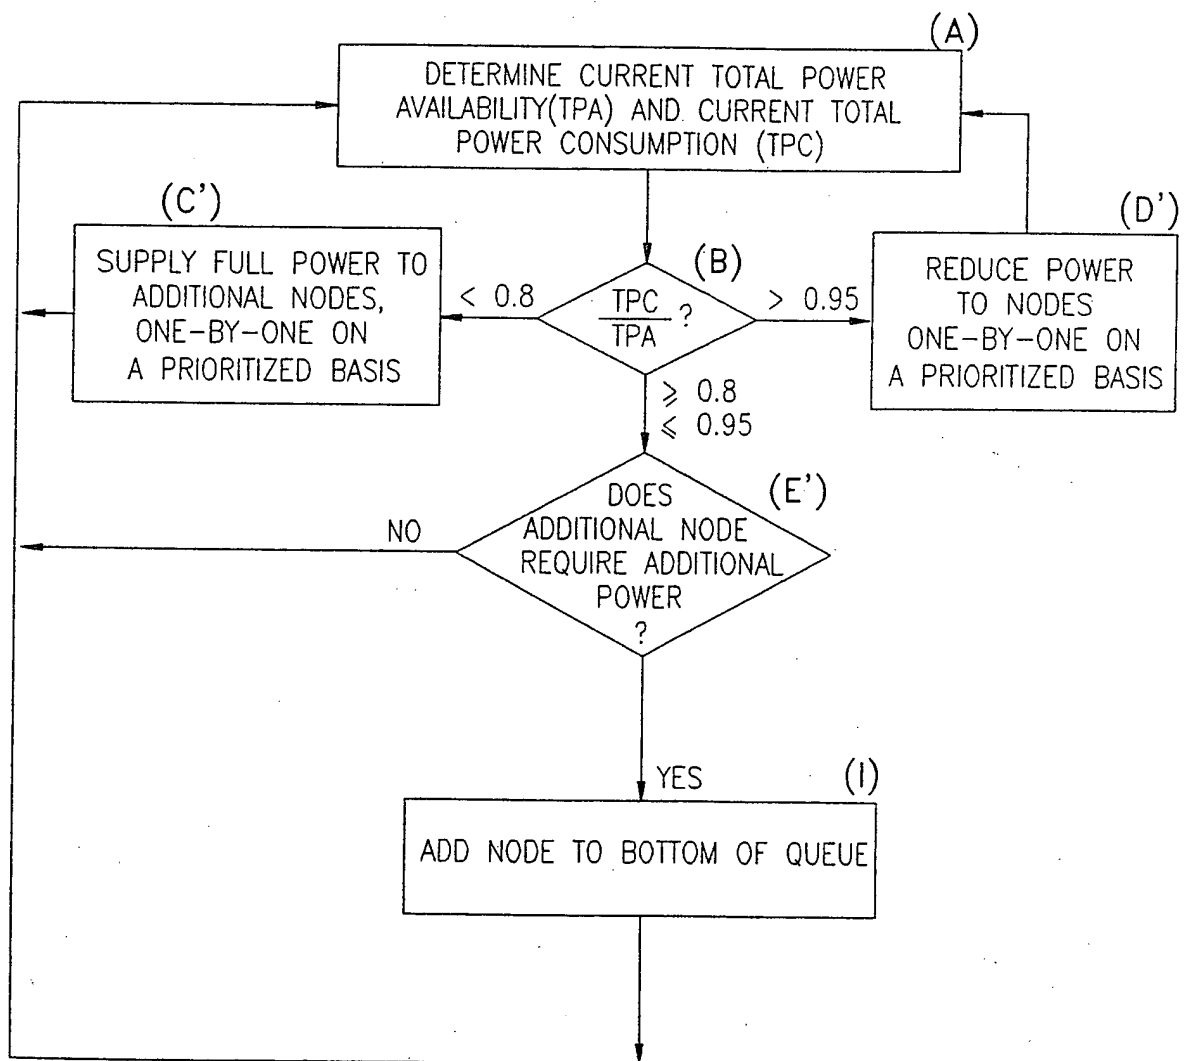 (A)
DETERMINE CURRENT TOTAL POWER
AVAILABILITY(TPA) AND CURRENT TOTAL
POWER CONSUMPTION (TPC)
(C')
SUPPLY FULL POWER TO
ADDITIONAL NODES,
ONE-BY-ONE ON
A PRIORITIZED BASIS
< 0.8
(B)
TPC
TPA
?
> 0.95
(D')
REDUCE POWER
TO NODES
ONE-BY-ONE ON
A PRIORITIZED BASIS
⩾ 0.8
⩽ 0.95
(E')
DOES
ADDITIONAL NODE
REQUIRE ADDITIONAL
POWER
?
NO
YES
(I)
ADD NODE TO BOTTOM OF QUEUE